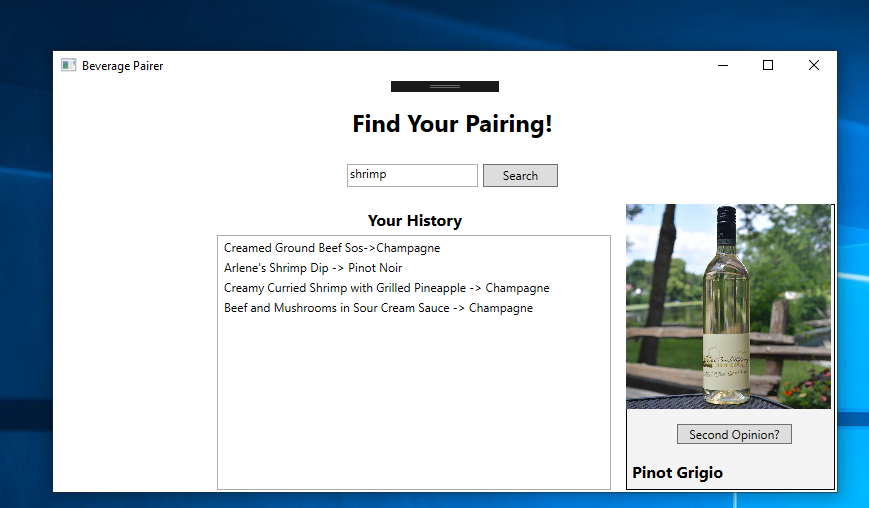 Beverage Pairer
Find Your Pairing!
shrimp
Search
Your History
Creamed Ground Beef Sos->Champagne
Arlene's Shrimp Dip -> Pinot Noir
Creamy Curried Shrimp with Grilled Pineapple -> Champagne
Beef and Mushrooms in Sour Cream Sauce -> Champagne
Second Opinion?
Pinot Grigio